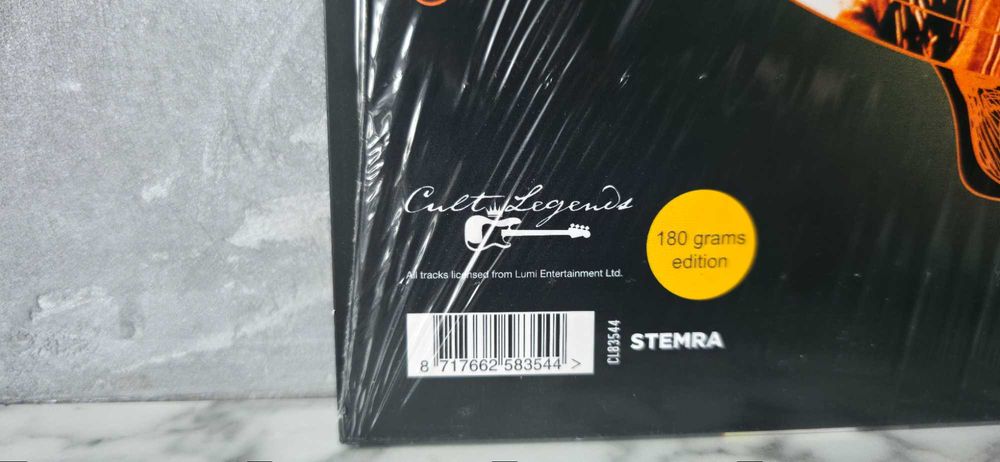 Cult Legends
180 grams
edition
All tracks licensed from Lumi Entertainment Ltd.
8 717662 583544 >
CL83544
STEMRA